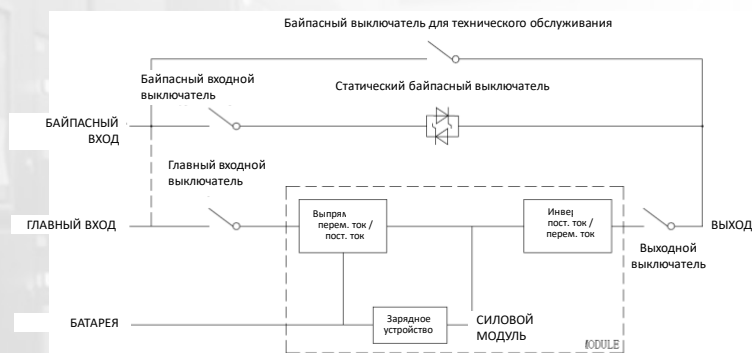 Байпасный выключатель для технического обслуживания
Байпасный входной
выключатель
Статический байпасный выключатель
БАЙПАСНЫЙ
ВХОД
Главный входной
выключатель
ГЛАВНЫЙ ВХОД
перем. ток /
пост. ток
пост. ток /
перем. ток
ВЫХОД
Выходной
выключатель
БАТАРЕЯ
Зарядное
устройство
СИЛОВОЙ
МОДУЛЬ